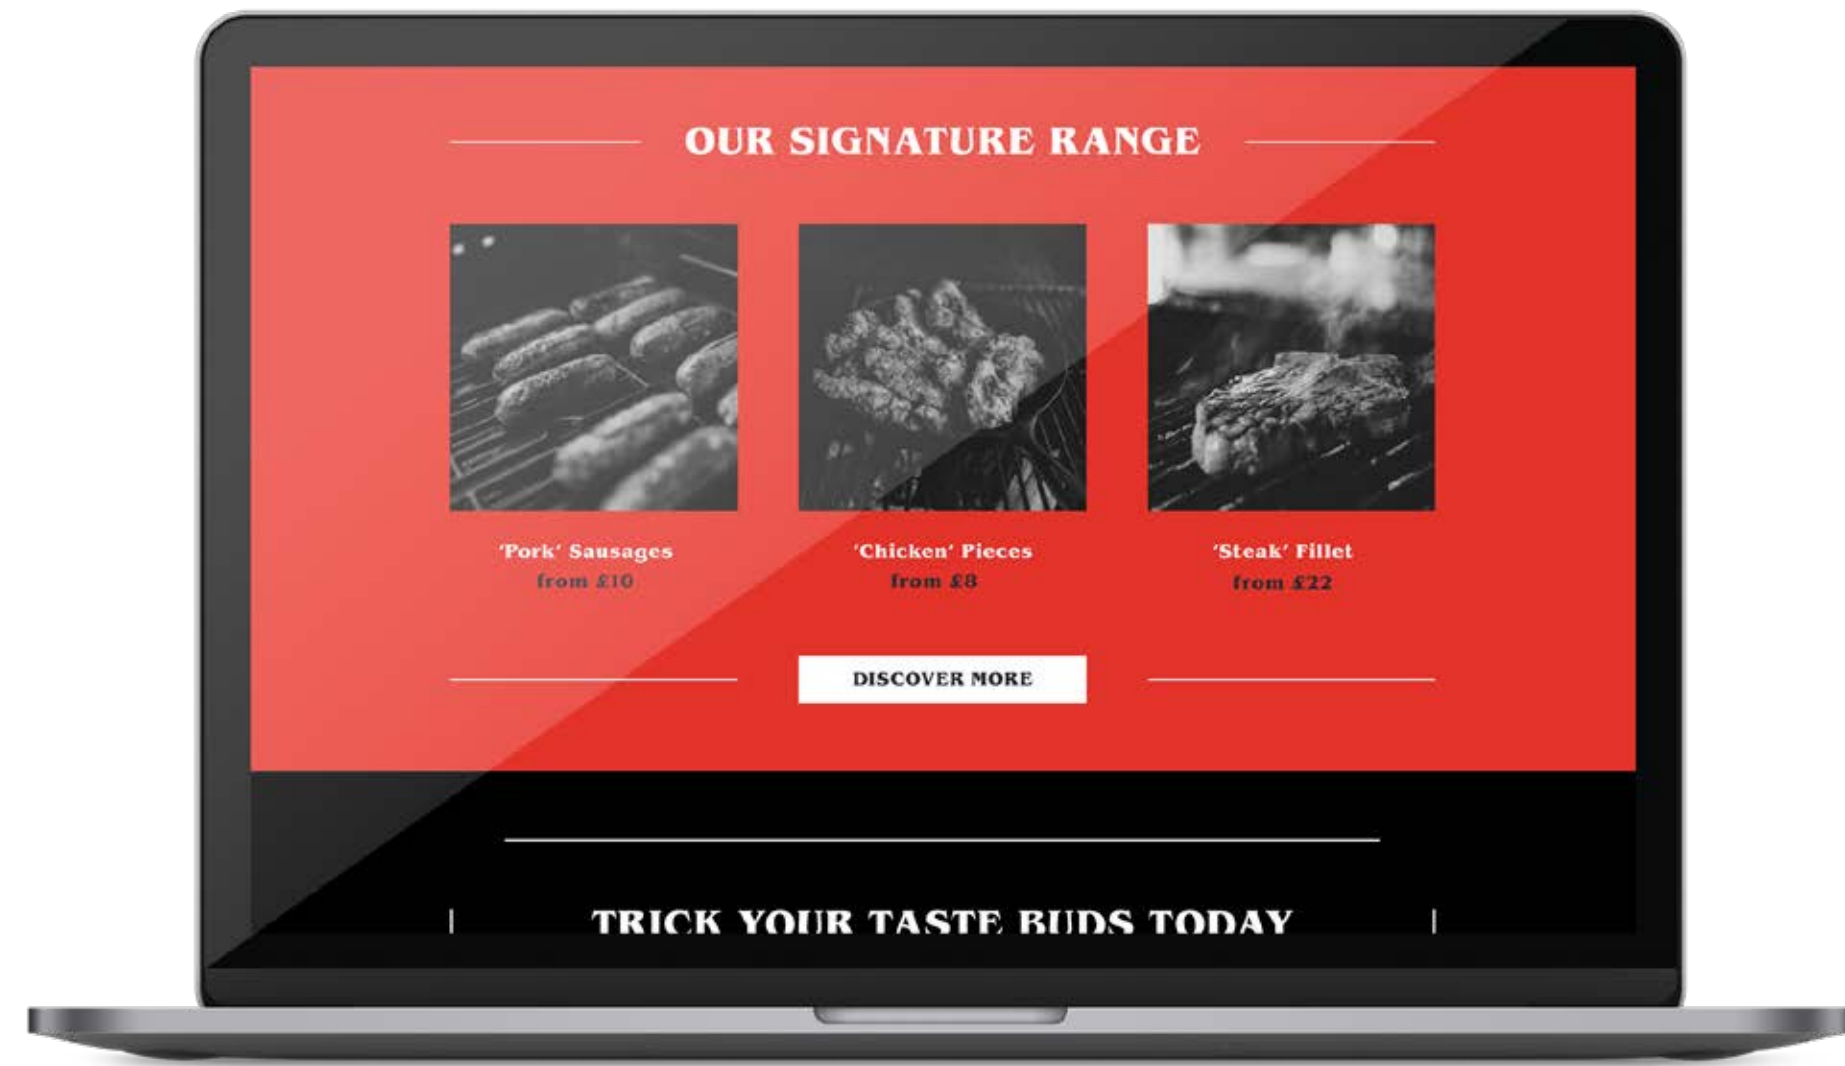 OUR SIGNATURE RANGE
‘Pork’ Sausages
from £10
‘Chicken’ Pieces
from £8
‘Steak’ Fillet
from £22
DISCOVER MORE
TRICK YOUR TASTE BUDS TODAY